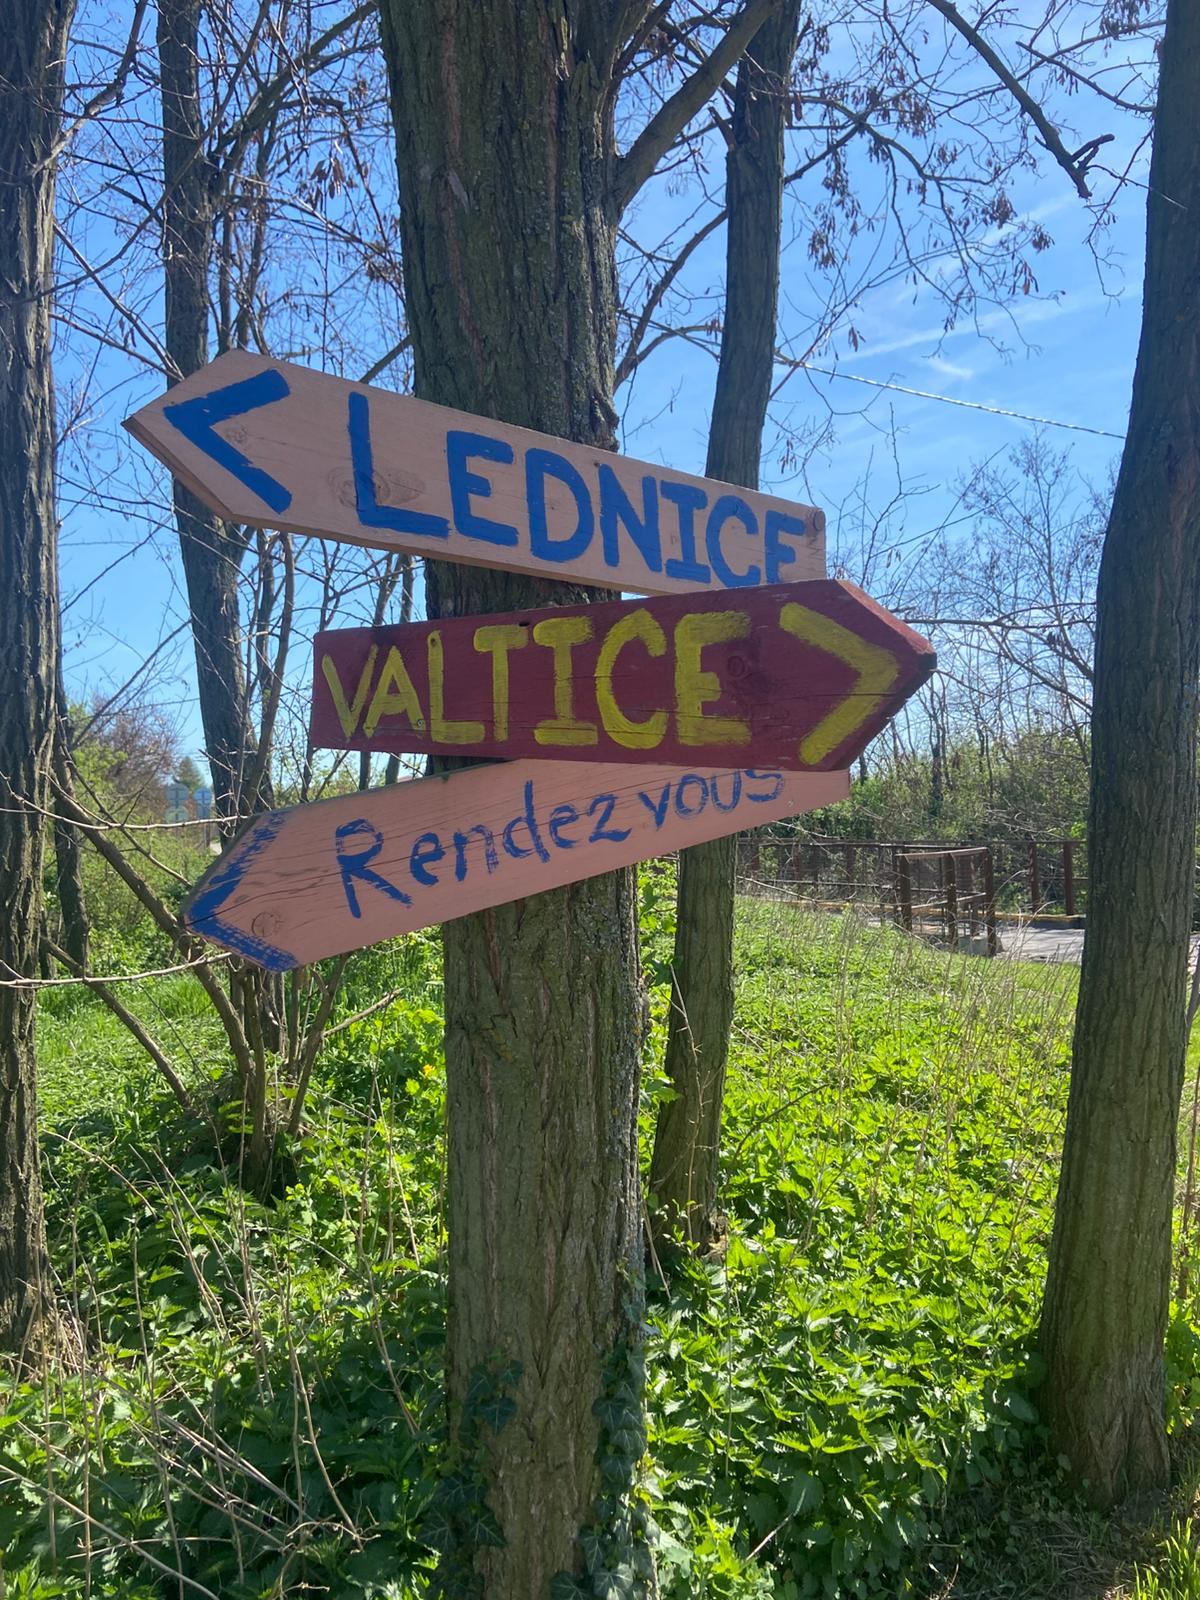 < LEDNICE
VALTICE >
< Rendez vous